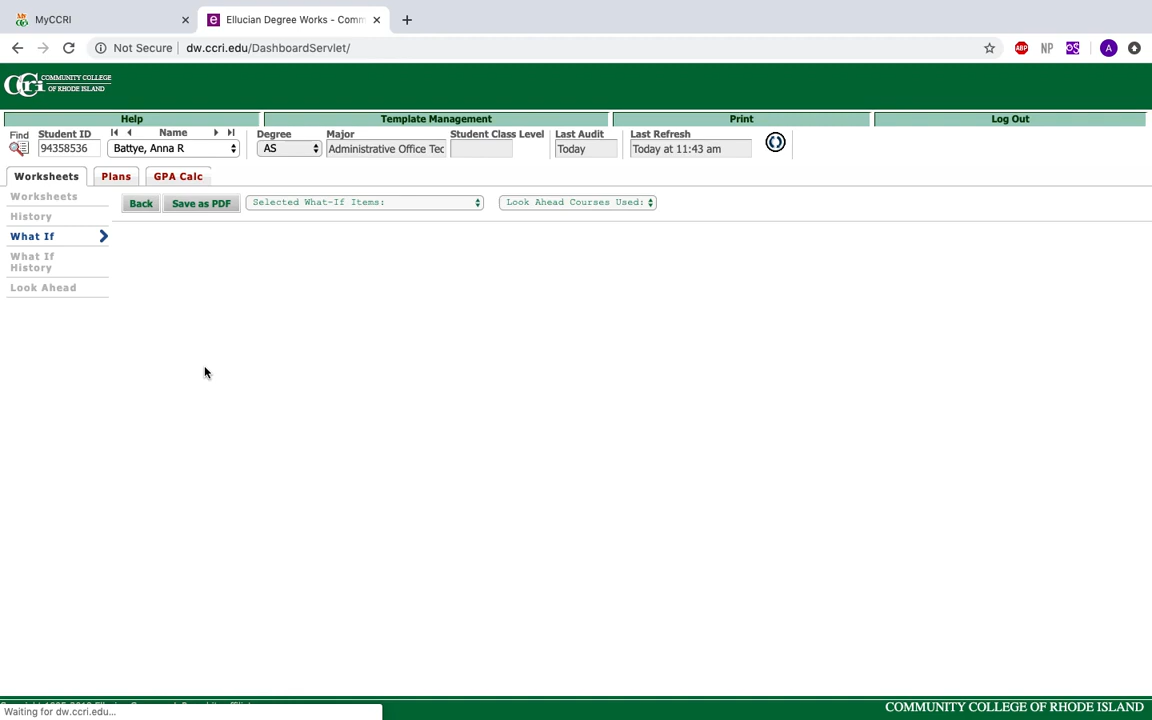 MyCCRI
Ellucian Degree Works - Comm
Not Secure
dw.ccri.edu/DashboardServlet/
ABP
NP
A
CCRI COMMUNITY COLLEGE
OF RHODE ISLAND
Help
Template Management
Print
Log Out
Find
Student ID
Name
Degree
Major
Student Class Level
Last Audit
Last Refresh
94358536
Battye, Anna R
AS
Administrative Office Tec
Today
Today at 11:43 am
Worksheets
Plans
GPA Calc
Worksheets
Back
Save as PDF
Selected What-If Items:
Look Ahead Courses Used:
History
What If
What If
History
Look Ahead
COMMUNITY COLLEGE OF RHODE ISLAND
Waiting for dw.ccri.edu...